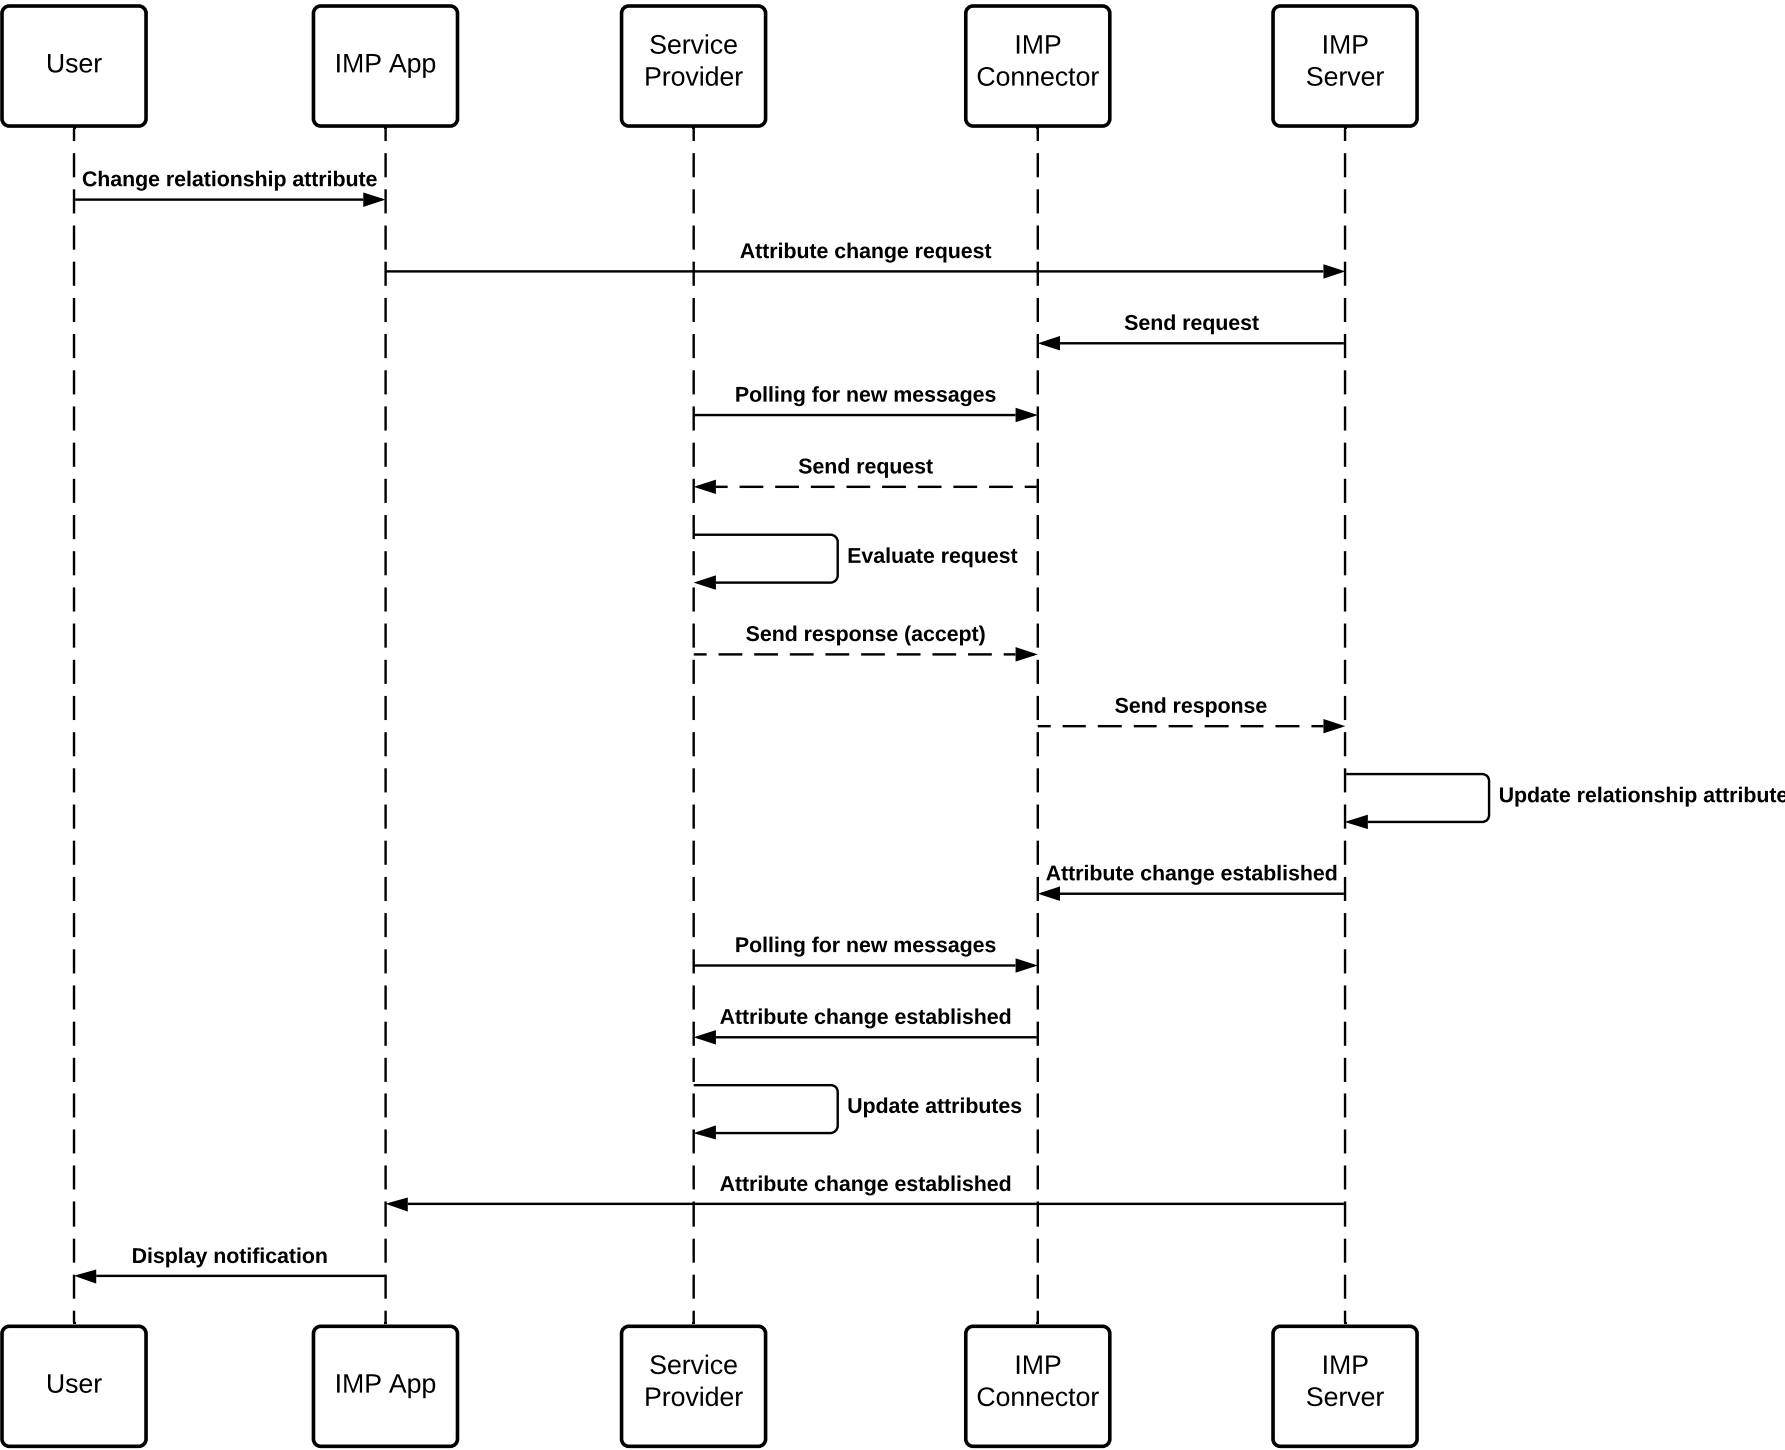 User
IMP App
Service
Provider
IMP
Connector
IMP
Server
Change relationship attribute
Attribute change request
Send request
Polling for new messages
Send request
Evaluate request
Send response (accept)
Send response
Update relationship attribute
Attribute change established
Polling for new messages
Attribute change established
Update attributes
Attribute change established
Display notification
User
IMP App
Service
Provider
IMP
Connector
IMP
Server